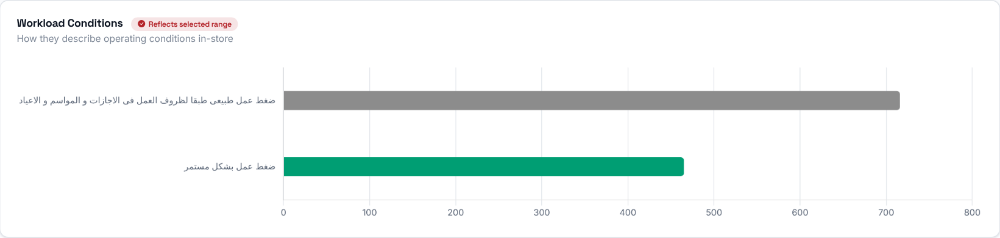 Workload Conditions
Reflects selected range
How they describe operating conditions in-store
ضغط عمل طبيعى طبقا لظروف العمل فى الاجازات و المواسم و الاعياد
ضغط عمل بشكل مستمر
0 100 200 300 400 500 600 700 800